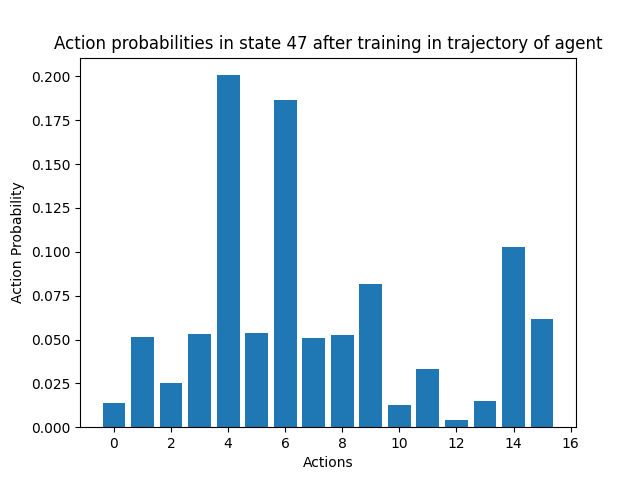 Action probabilities in state 47 after training in trajectory of agent
0.200
0.175
0.150
0.125
0.100
0.075
0.050
0.025
0.000
Action Probability
0 2 4 6 8 10 12 14 16
Actions